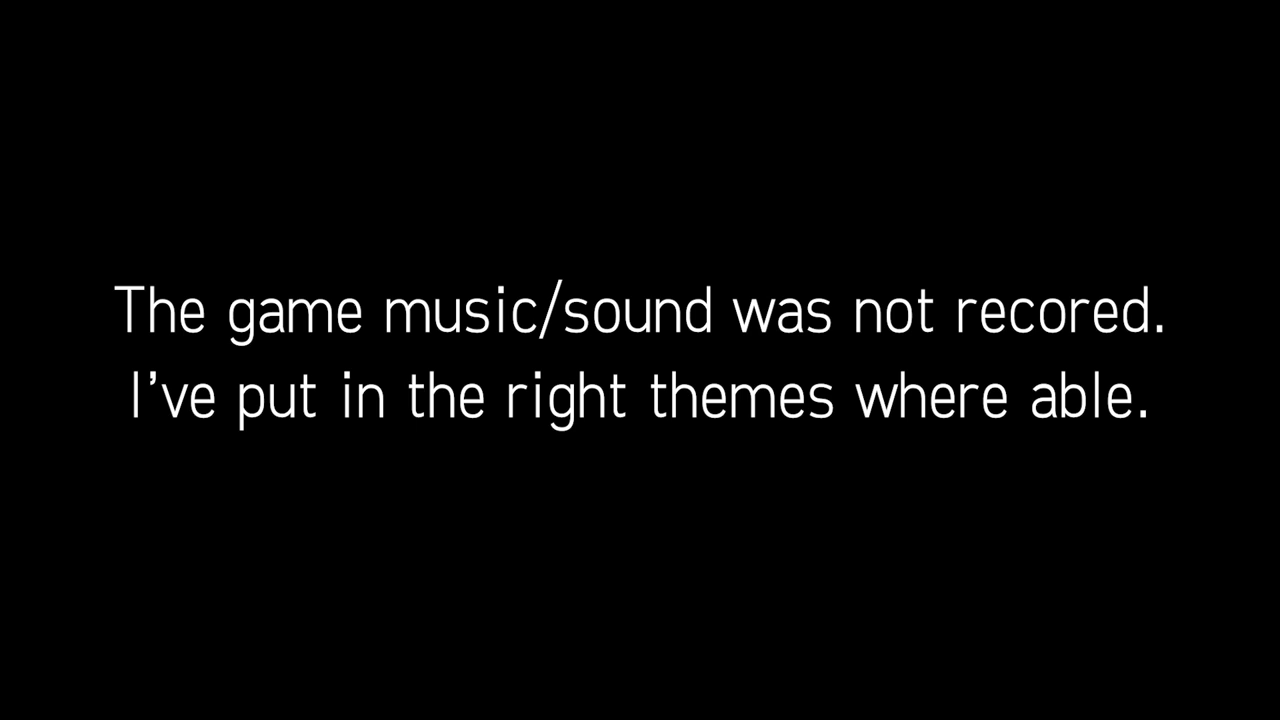 The game music/sound was not recored.
I've put in the right themes where able.